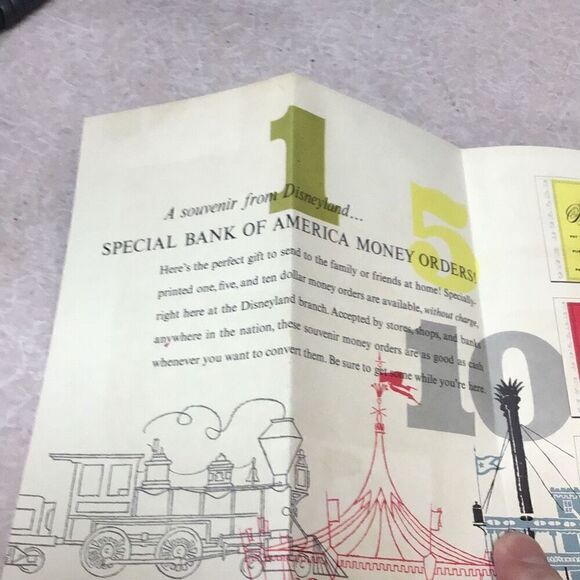 1
5
10
A souvenir from Disneyland...
SPECIAL BANK OF AMERICA MONEY ORDERS!
Here's the perfect gift to send to the family or friends at home! Specially-
printed one, five, and ten dollar money orders are available, without charge,
right here at the Disneyland branch. Accepted by stores, shops, and banks
anywhere in the nation, these souvenir money orders are as good as cash
whenever you want to convert them. Be sure to get some while you're here.